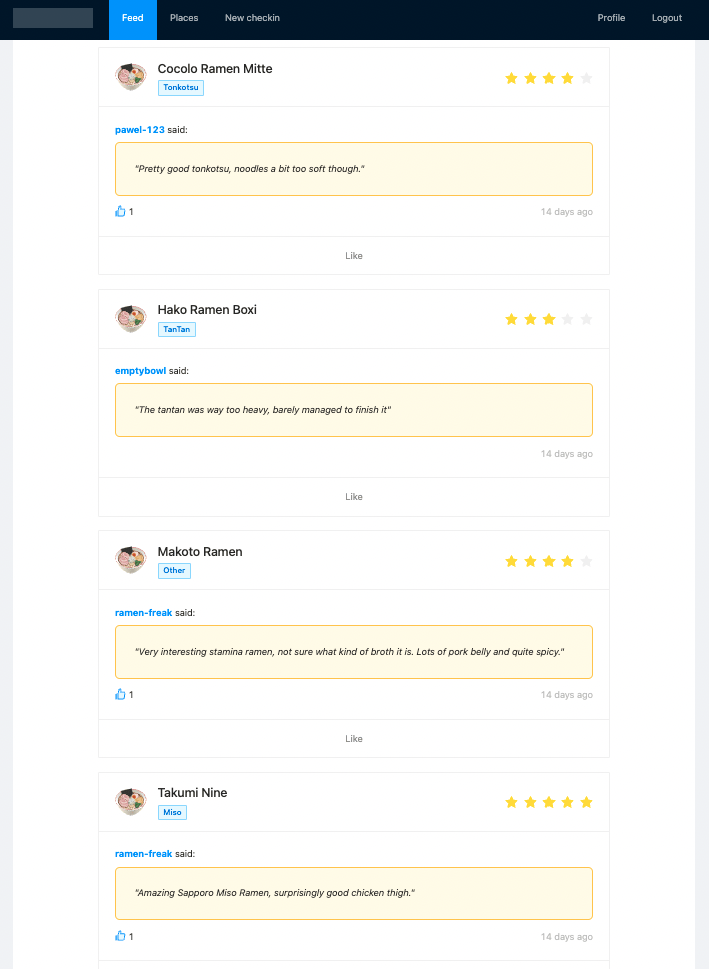 Feed Places New checkin Profile Logout
Cocolo Ramen Mitte
Tonkotsu
pawel-123 said:
"Pretty good tonkotsu, noodles a bit too soft though."
1 14 days ago
Like
Hako Ramen Boxi
TanTan
emptybowl said:
"The tantan was way too heavy, barely managed to finish it"
14 days ago
Like
Makoto Ramen
Other
ramen-freak said:
"Very interesting stamina ramen, not sure what kind of broth it is. Lots of pork belly and quite spicy."
1 14 days ago
Like
Takumi Nine
Miso
ramen-freak said:
"Amazing Sapporo Miso Ramen, surprisingly good chicken thigh."
1 14 days ago